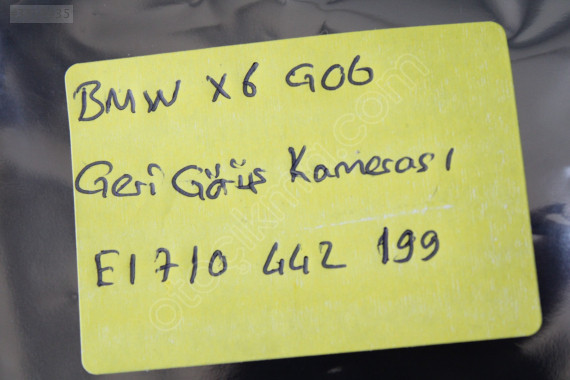 BMW X6 G06
Geri Görüş Kamerası
E1710 442 199